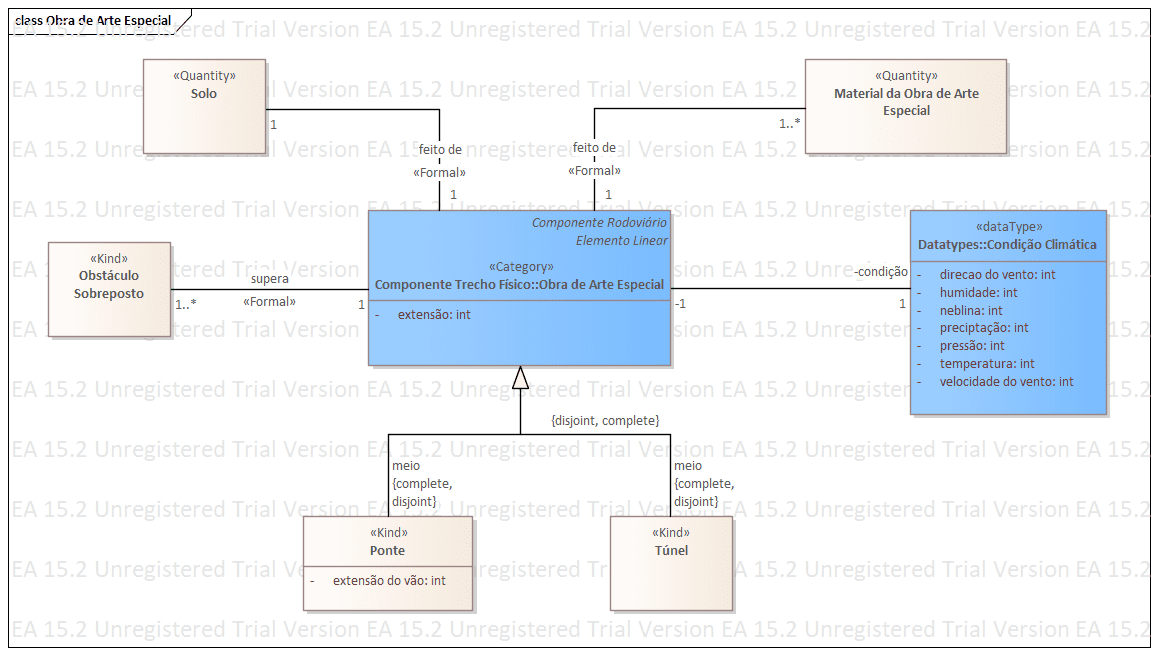 class Obra de Arte Especial
EA 15.2 Unregistered Trial Version EA 15.2 Unregistered Trial Version EA 15.2 Unregistered Trial Version EA 15.2
«Quantity»
Solo
1
feito de
«Formal»
1
«Quantity»
Material da Obra de Arte
Especial
1..*
feito de
«Formal»
1
Componente Rodoviário
Elemento Linear
«Category»
Componente Trecho Físico::Obra de Arte Especial
- extensão: int
«Kind»
Obstáculo
Sobreposto
1..*
supera
«Formal»
1
«dataType»
Datatypes::Condição Climática
- direcao do vento: int
- humidade: int
- neblina: int
- preciptação: int
- pressão: int
- temperatura: int
- velocidade do vento: int
-condição
1
-1
{disjoint, complete}
meio
{complete,
disjoint}
meio
{complete,
disjoint}
«Kind»
Ponte
- extensão do vão: int
«Kind»
Túnel